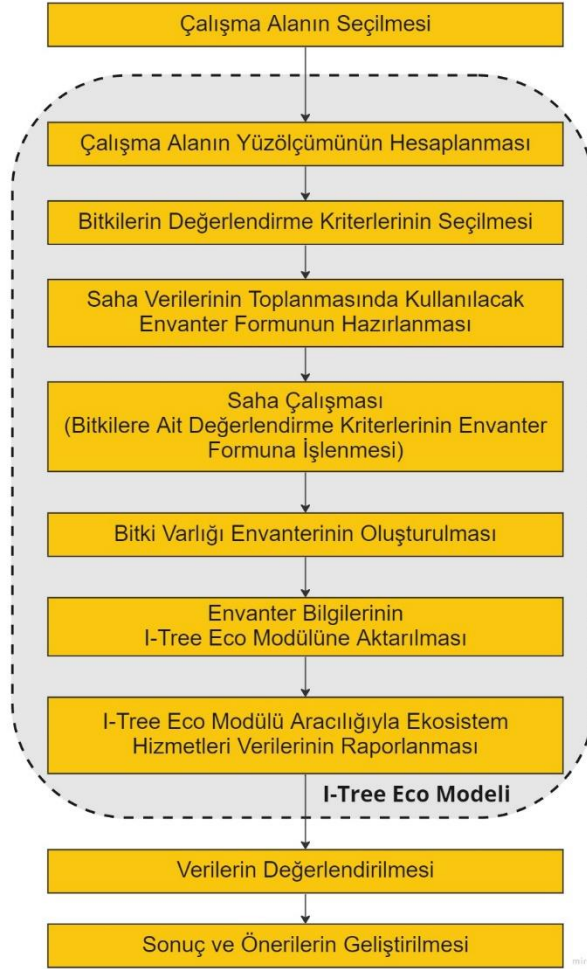 Çalışma Alanın Seçilmesi
Çalışma Alanın Yüzölçümünün Hesaplanması
Bitkilerin Değerlendirme Kriterlerinin Seçilmesi
Saha Verilerinin Toplanmasında Kullanılacak
Envanter Formunun Hazırlanması
Saha Çalışması
(Bitkilere Ait Değerlendirme Kriterlerinin Envanter
Formuna İşlenmesi)
Bitki Varlığı Envanterinin Oluşturulması
Envanter Bilgilerinin
I-Tree Eco Modülüne Aktarılması
I-Tree Eco Modülü Aracılığıyla Ekosistem
Hizmetleri Verilerinin Raporlanması
I-Tree Eco Modeli
Verilerin Değerlendirilmesi
Sonuç ve Önerilerin Geliştirilmesi